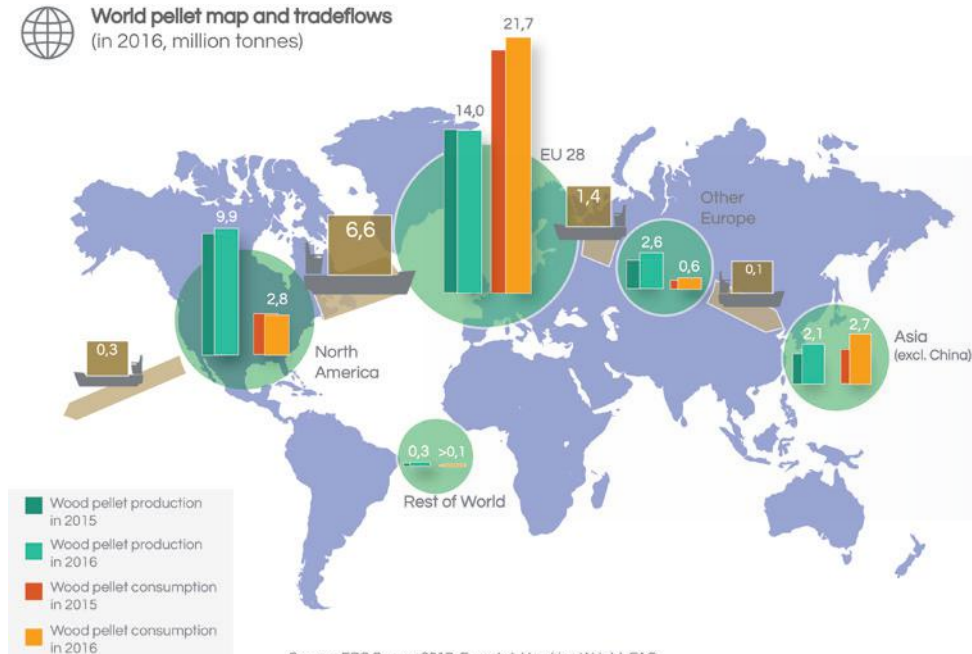 World pellet map and tradeflows
(in 2016, million tonnes)
21,7
14,0
EU 28
1,4
Other
Europe
9,9
6,6
2,6
0,6
0,1
2,8
0,3
North
America
2,1
2,7
Asia
(excl. China)
0,3 >0,1
Rest of World
Wood pellet production
in 2015
Wood pellet production
in 2016
Wood pellet consumption
in 2015
Wood pellet consumption
in 2016